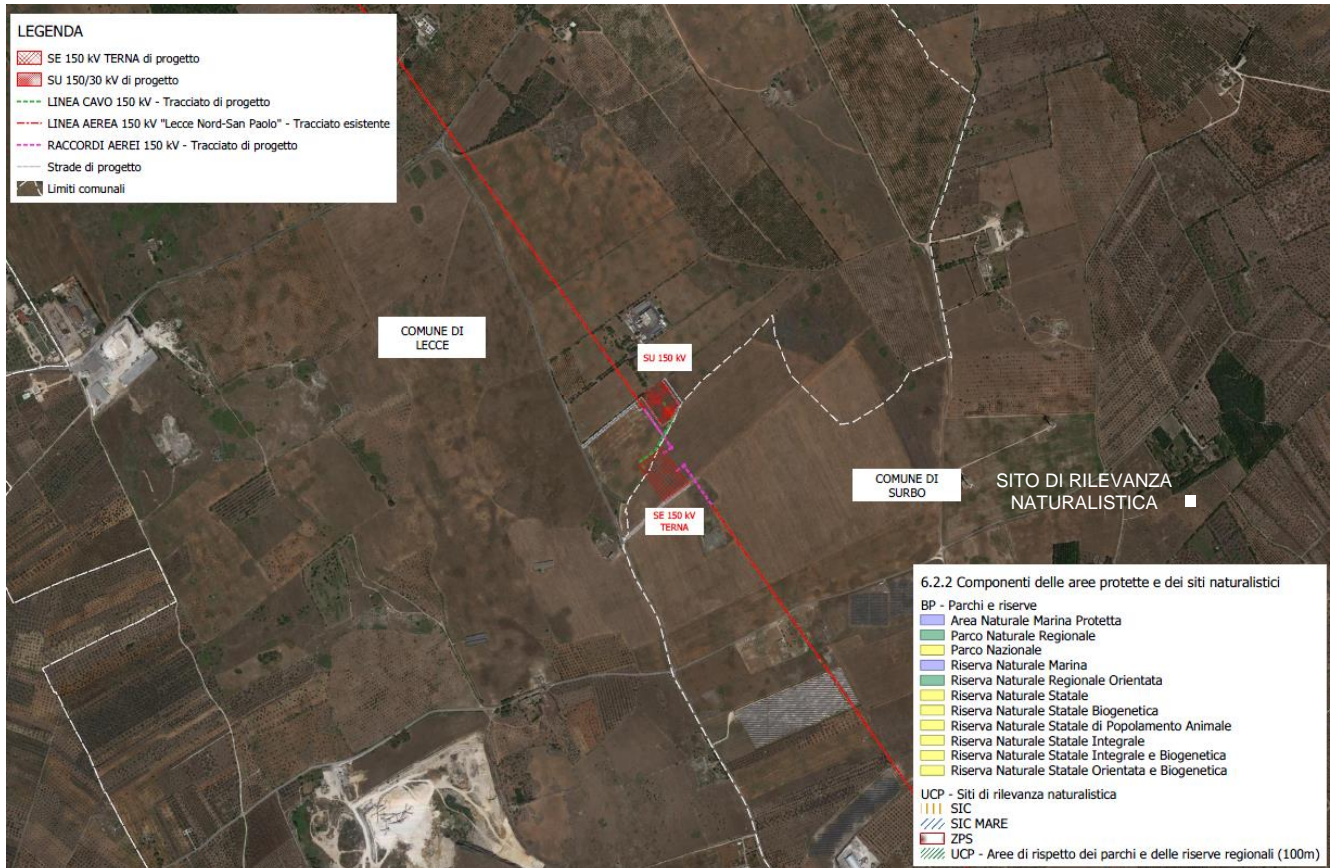 LEGENDA
SE 150 kV TERNA di progetto
SU 150/30 kV di progetto
LINEA CAVO 150 kV - Tracciato di progetto
LINEA AEREA 150 kV "Lecce Nord-San Paolo" - Tracciato esistente
RACCORDI AEREI 150 kV - Tracciato di progetto
Strade di progetto
Limiti comunali
COMUNE DI
LECCE
SU 150 kV
COMUNE DI
SURBO
SITO DI RILEVANZA
NATURALISTICA
SE 150 kV
TERNA
6.2.2 Componenti delle aree protette e dei siti naturalistici
BP - Parchi e riserve
Area Naturale Marina Protetta
Parco Naturale Regionale
Parco Nazionale
Riserva Naturale Marina
Riserva Naturale Regionale Orientata
Riserva Naturale Statale
Riserva Naturale Statale Biogenetica
Riserva Naturale Statale di Popolamento Animale
Riserva Naturale Statale Integrale
Riserva Naturale Statale Integrale e Biogenetica
Riserva Naturale Statale Orientata e Biogenetica
UCP - Siti di rilevanza naturalistica
SIC
SIC MARE
ZPS
UCP - Aree di rispetto dei parchi e delle riserve regionali (100m)